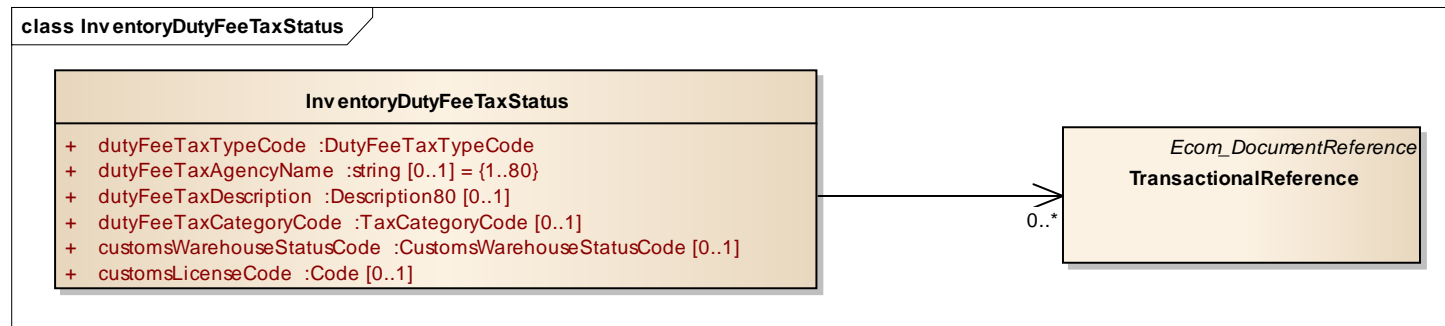 class InventoryDutyFeeTaxStatus
InventoryDutyFeeTaxStatus
+ dutyFeeTaxTypeCode :DutyFeeTaxTypeCode
+ dutyFeeTaxAgencyName :string [0..1] = {1..80}
+ dutyFeeTaxDescription :Description80 [0..1]
+ dutyFeeTaxCategoryCode :TaxCategoryCode [0..1]
+ customsWarehouseStatusCode :CustomsWarehouseStatusCode [0..1]
+ customsLicenseCode :Code [0..1]
Ecom_DocumentReference
TransactionalReference
0..*